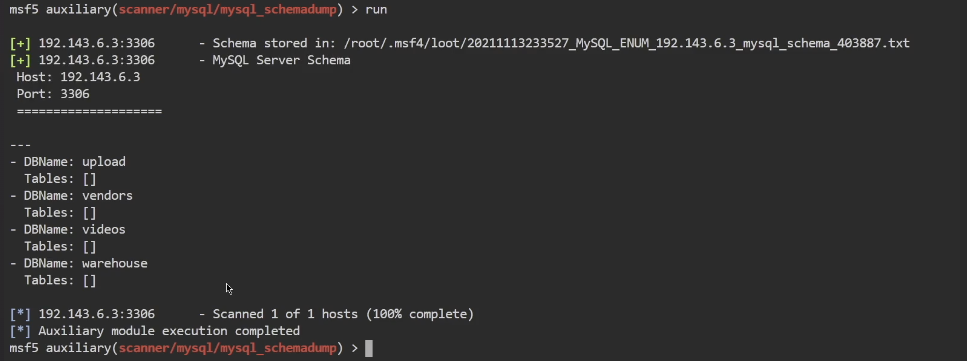 msf5 auxiliary(scanner/mysql/mysql_schemadump) > run
[+] 192.143.6.3:3306 - Schema stored in: /root/.msf4/loot/20211113233527_MySQL_ENUM_192.143.6.3_mysql_schema_403887.txt
[+] 192.143.6.3:3306 - MySQL Server Schema
Host: 192.143.6.3
Port: 3306
====================
---
- DBName: upload
Tables: []
- DBName: vendors
Tables: []
- DBName: videos
Tables: []
- DBName: warehouse
Tables: []
[*] 192.143.6.3:3306 - Scanned 1 of 1 hosts (100% complete)
[*] Auxiliary module execution completed
msf5 auxiliary(scanner/mysql/mysql_schemadump) >